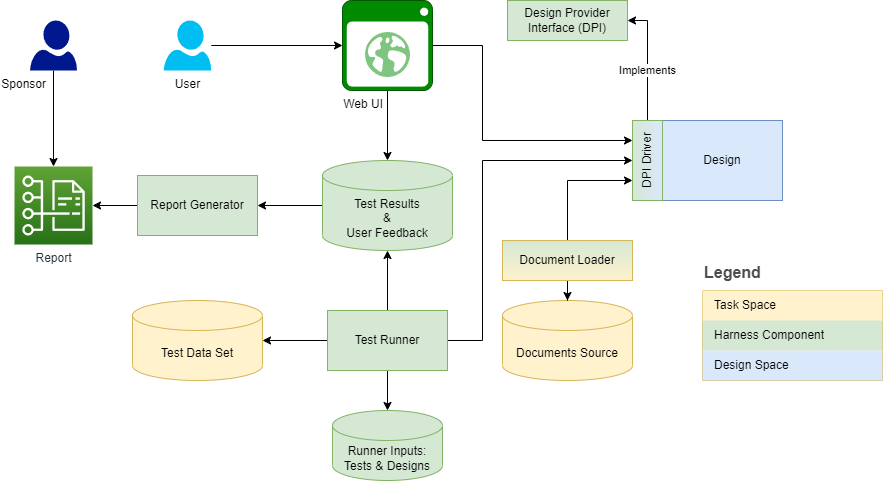 Design Provider
Interface (DPI)
Implements
Sponsor
User
Web UI
DPI Driver
Design
Report Generator
Test Results
&
User Feedback
Report
Document Loader
Legend
Task Space
Harness Component
Design Space
Test Data Set
Test Runner
Documents Source
Runner Inputs:
Tests & Designs